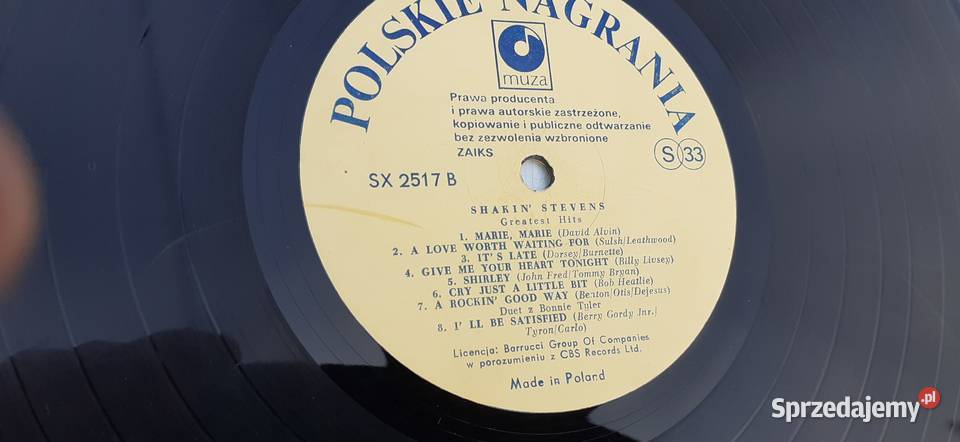 POLSKIE NAGRANIA
muza
Prawa producenta
i prawa autorskie zastrzeżone,
kopiowanie i publiczne odtwarzanie
bez zezwolenia wzbronione
ZAIKS
S 33
SX 2517 B
SHAKIN' STEVENS
Greatest Hits
1. MARIE, MARIE (David Alvin)
2. A LOVE WORTH WAITING FOR (Sulsh/Leathwood)
3. IT'S LATE (Dorsey/Burnette)
4. GIVE ME YOUR HEART TONIGHT (Billy Livsey)
5. SHIRLEY (John Fred/Tommy Bryan)
6. CRY JUST A LITTLE BIT (Bob Heatlie)
7. A ROCKIN' GOOD WAY (Benton/Otis/Dejesus)
Duet z Bonnie Tyler
8. I' LL BE SATISFIED (Berry Gordy Inr./
Tyron/Carlo)
Licencja: Barrucci Group Of Companies
w porozumieniu z CBS Records Ltd.
Made in Poland
Sprzedajemy.pl